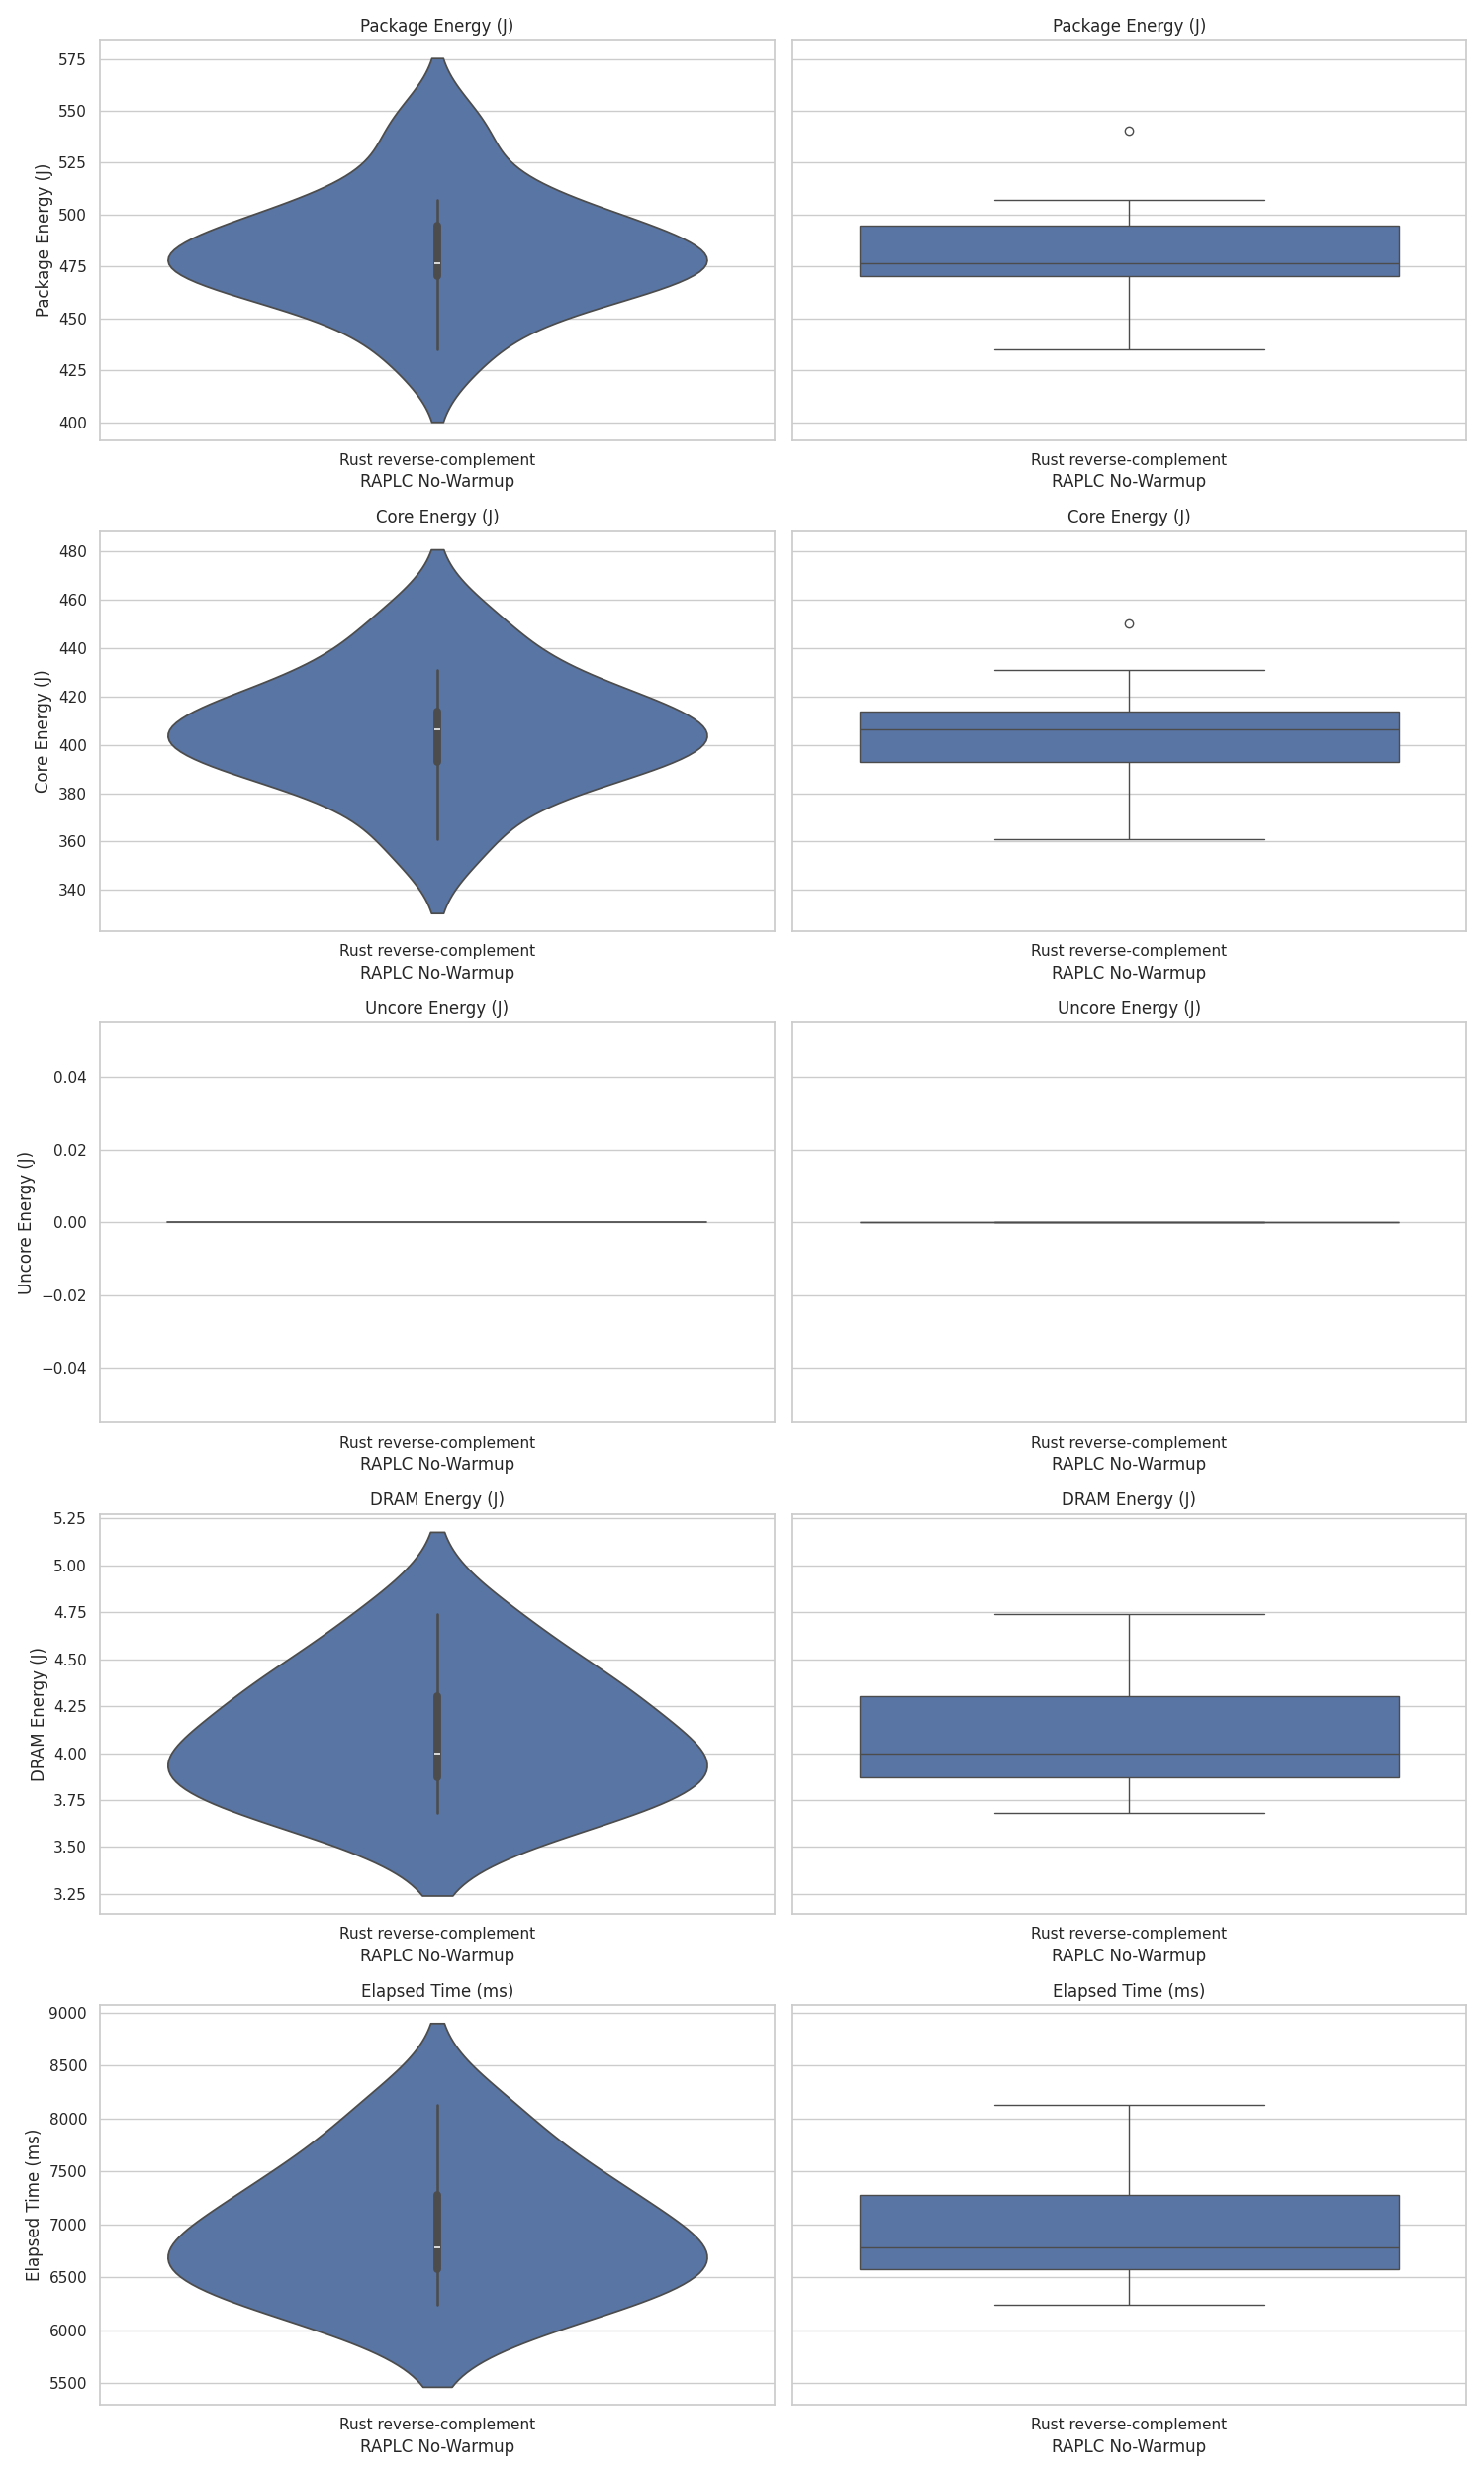 Package Energy (J)
Package Energy (J)
575
550
525
500
475
450
425
400
Package Energy (J)
Rust reverse-complement
RAPLC No-Warmup
Rust reverse-complement
RAPLC No-Warmup
Core Energy (J)
Core Energy (J)
480
460
440
420
400
380
360
340
Core Energy (J)
Rust reverse-complement
RAPLC No-Warmup
Rust reverse-complement
RAPLC No-Warmup
Uncore Energy (J)
Uncore Energy (J)
0.04
0.02
0.00
−0.02
−0.04
Uncore Energy (J)
Rust reverse-complement
RAPLC No-Warmup
Rust reverse-complement
RAPLC No-Warmup
DRAM Energy (J)
DRAM Energy (J)
5.25
5.00
4.75
4.50
4.25
4.00
3.75
3.50
3.25
DRAM Energy (J)
Rust reverse-complement
RAPLC No-Warmup
Rust reverse-complement
RAPLC No-Warmup
Elapsed Time (ms)
Elapsed Time (ms)
9000
8500
8000
7500
7000
6500
6000
5500
Elapsed Time (ms)
Rust reverse-complement
RAPLC No-Warmup
Rust reverse-complement
RAPLC No-Warmup